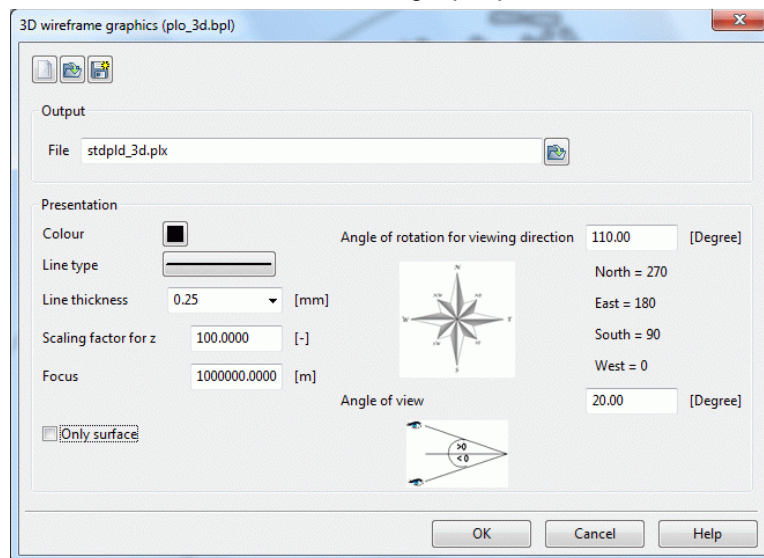 3D wireframe graphics (plo_3d.bpl)
Output
File stdpld_3d.plx
Presentation
Colour
Angle of rotation for viewing direction 110.00 [Degree]
Line type
North = 270
Line thickness 0.25 [mm]
East = 180
Scaling factor for z 100.0000 [-]
South = 90
Focus 1000000.0000 [m]
West = 0
Angle of view 20.00 [Degree]
Only surface
>0
<0
OK Cancel Help